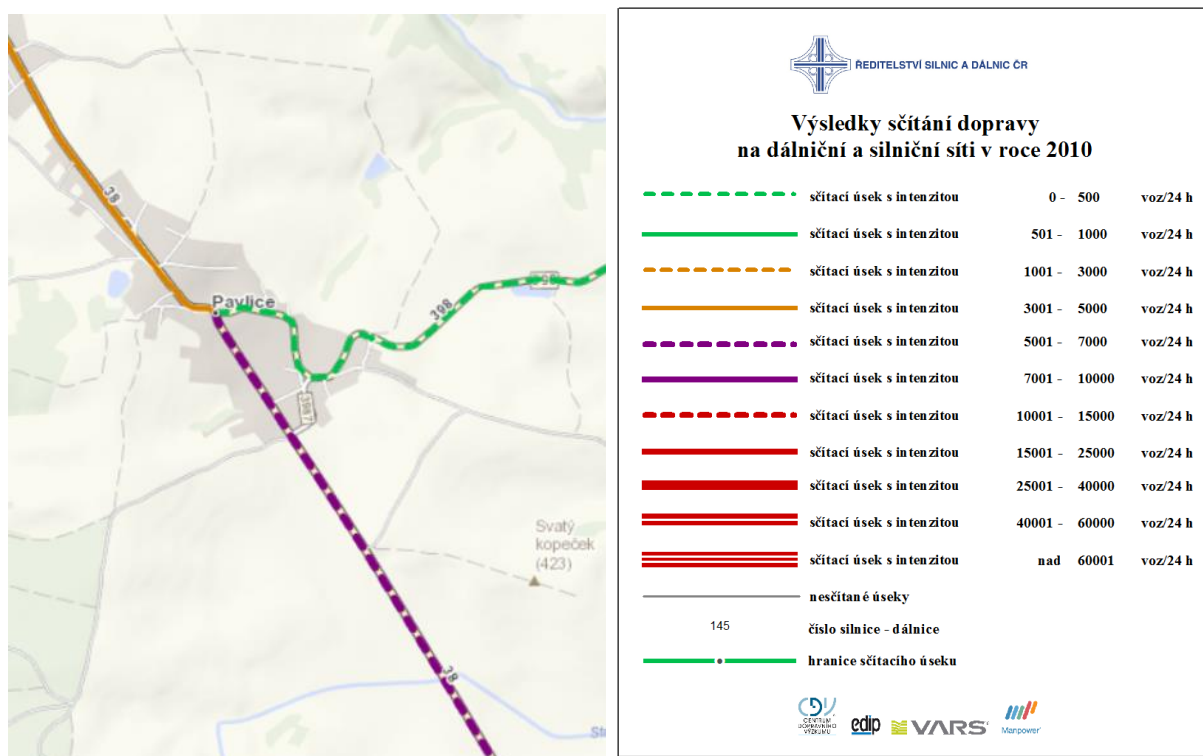 38
Pavlice
398
398
3987
Svatý
kopeček
(423)
38
ŘEDITELSTVÍ SILNIC A DÁLNIC ČR
Výsledky sčítání dopravy
na dálniční a silniční síti v roce 2010
sčítací úsek s intenzitou 0 - 500 voz/24 h
sčítací úsek s intenzitou 501 - 1000 voz/24 h
sčítací úsek s intenzitou 1001 - 3000 voz/24 h
sčítací úsek s intenzitou 3001 - 5000 voz/24 h
sčítací úsek s intenzitou 5001 - 7000 voz/24 h
sčítací úsek s intenzitou 7001 - 10000 voz/24 h
sčítací úsek s intenzitou 10001 - 15000 voz/24 h
sčítací úsek s intenzitou 15001 - 25000 voz/24 h
sčítací úsek s intenzitou 25001 - 40000 voz/24 h
sčítací úsek s intenzitou 40001 - 60000 voz/24 h
sčítací úsek s intenzitou nad 60001 voz/24 h
nesčítané úseky
145 číslo silnice - dálnice
hranice sčítacího úseku
CDV
CENTRUM
DOPRAVNÍHO
VÝZKUMU
edip
VARS
Manpower